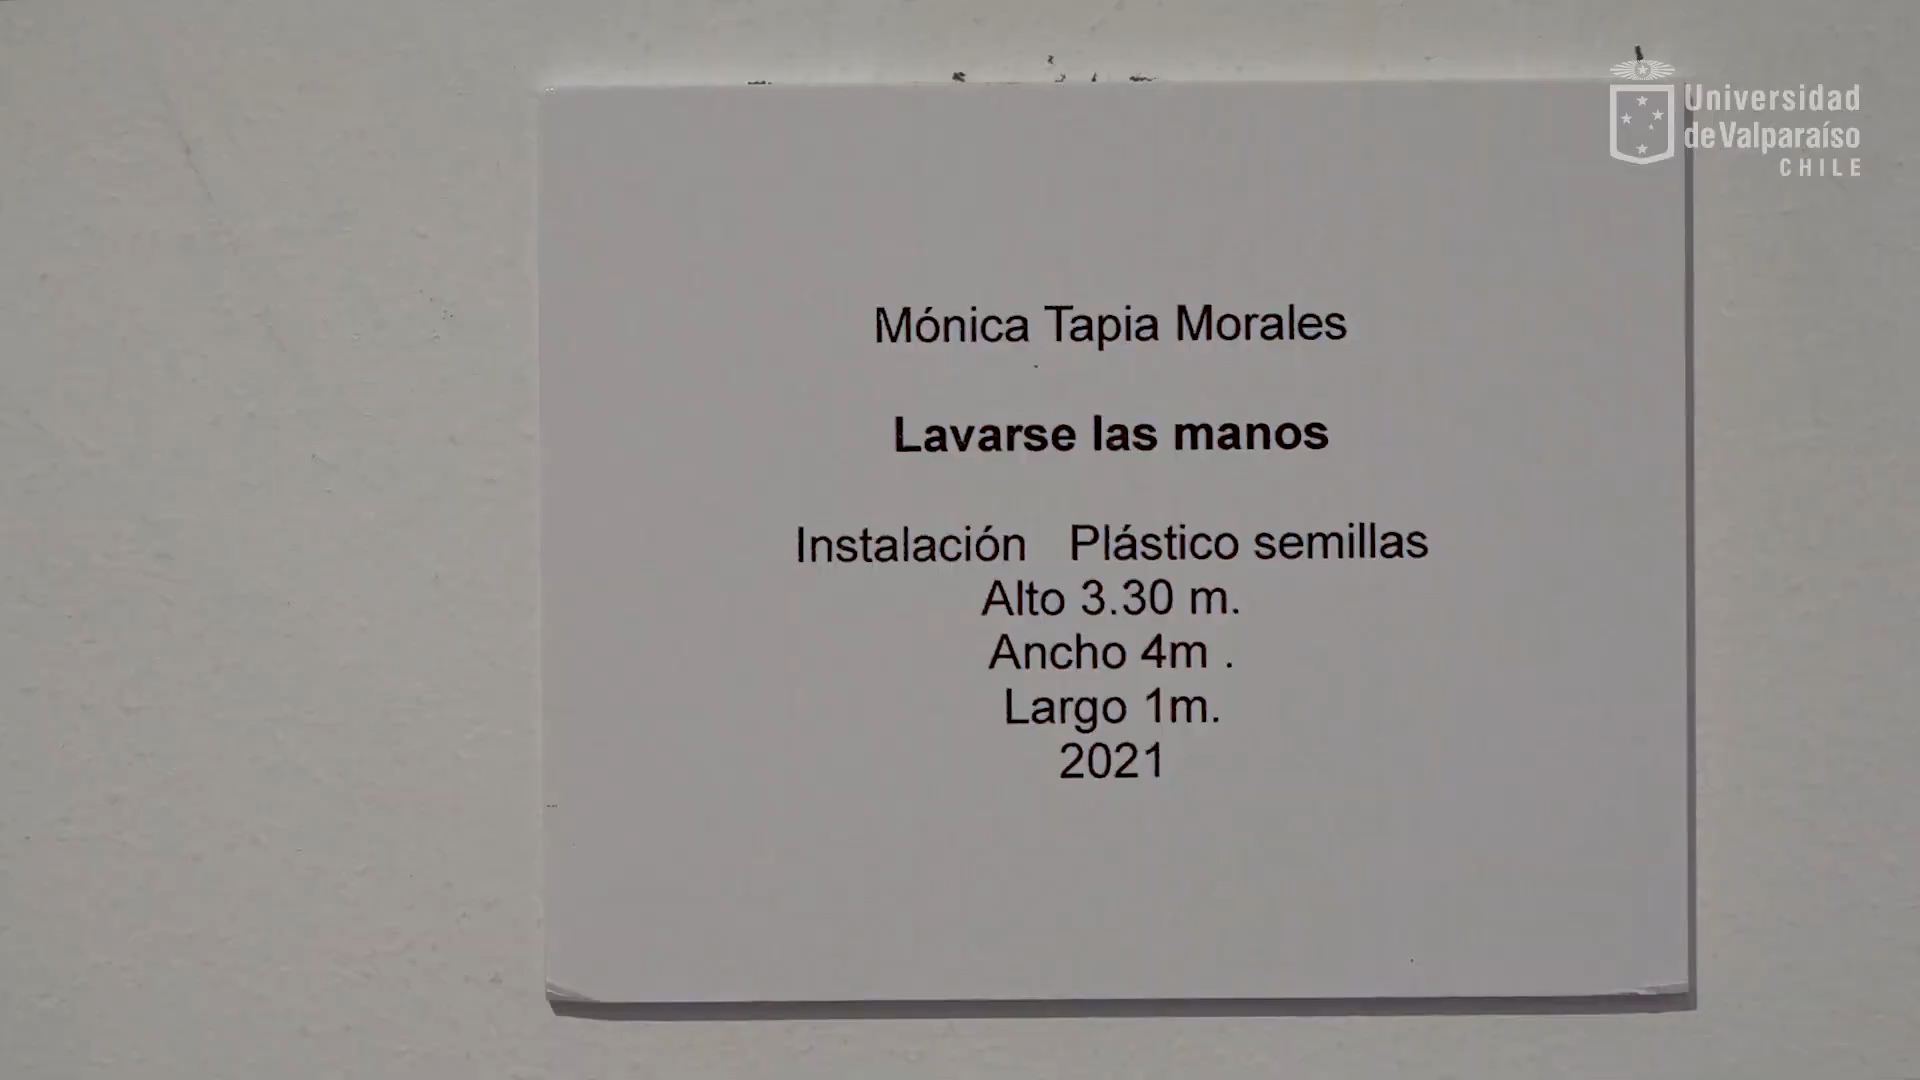 Universidad
de Valparaíso
CHILE
Mónica Tapia Morales
Lavarse las manos
Instalación   Plástico semillas
Alto 3.30 m.
Ancho 4m .
Largo 1m.
2021